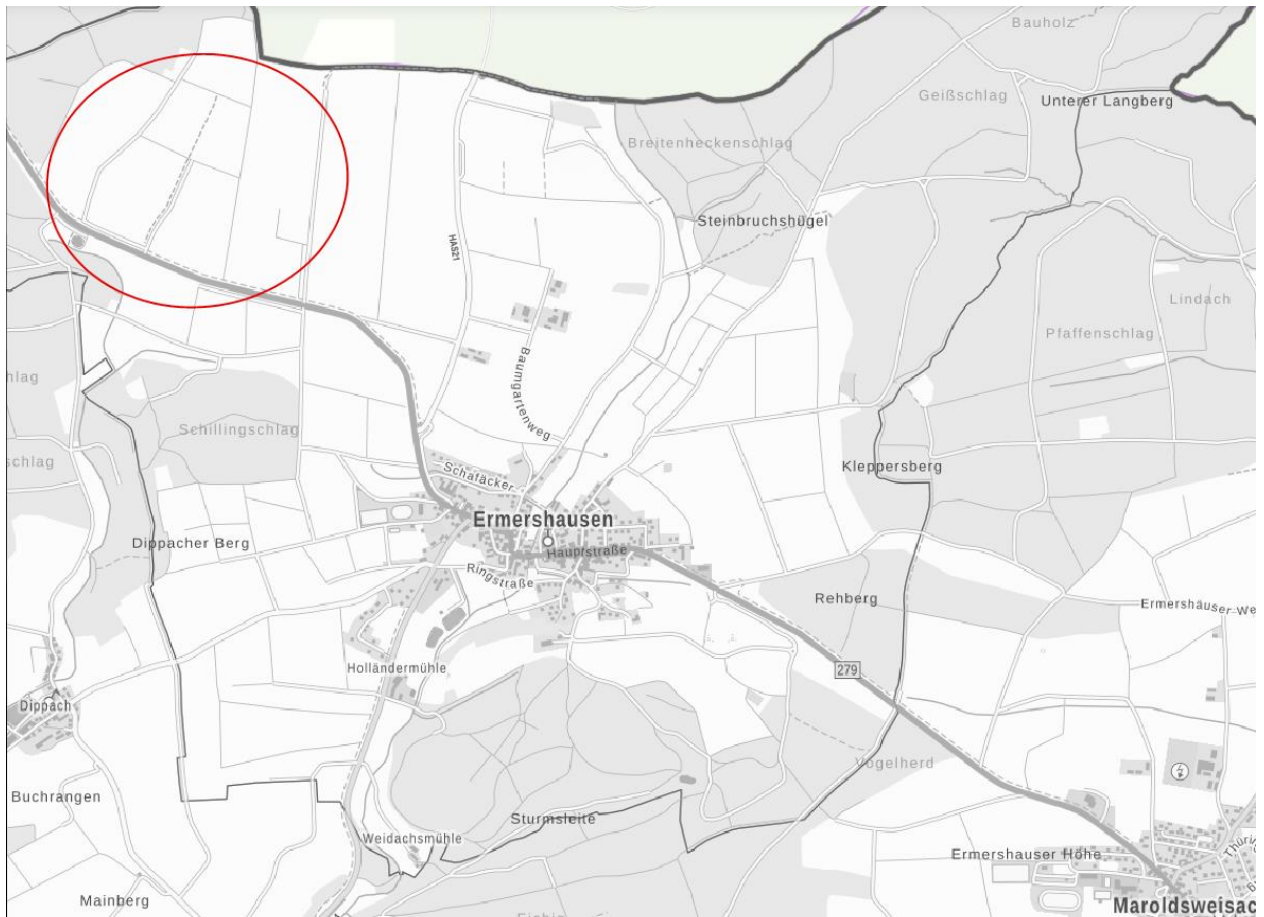 Bauholz
Geißschlag
Unterer Langberg
Breitenheckenschlag
Steinbruchshügel
HAS21
Lindach
Pfaffenschlag
hlag
Baumgartenweg
Schillingschlag
schlag
Schafäcker
Kleppersberg
Ermershausen
Dippacher Berg
Hauptstraße
Ringstraße
Rehberg
Ermershäuser We
Holländermühle
279
Dippach
Vogelherd
Buchrangen
Sturmsleite
Weidachsmühle
Ermershauser Höhe
Thürin
Mainberg
Maroldsweisac